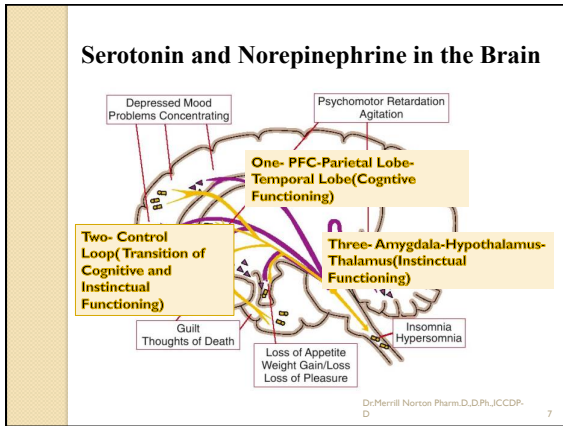 Serotonin and Norepinephrine in the Brain
Depressed Mood
Problems Concentrating
Psychomotor Retardation
Agitation
One- PFC-Parietal Lobe-
Temporal Lobe(Cogntive
Functioning)
Two- Control
Loop( Transition of
Cognitive and
Instinctual
Functioning)
Three- Amygdala-Hypothalamus-
Thalamus(Instinctual
Functioning)
Guilt
Thoughts of Death
Loss of Appetite
Weight Gain/Loss
Loss of Pleasure
Insomnia
Hypersomnia
Dr.Merrill Norton Pharm.D.,D.Ph.,ICCDP-
D
7